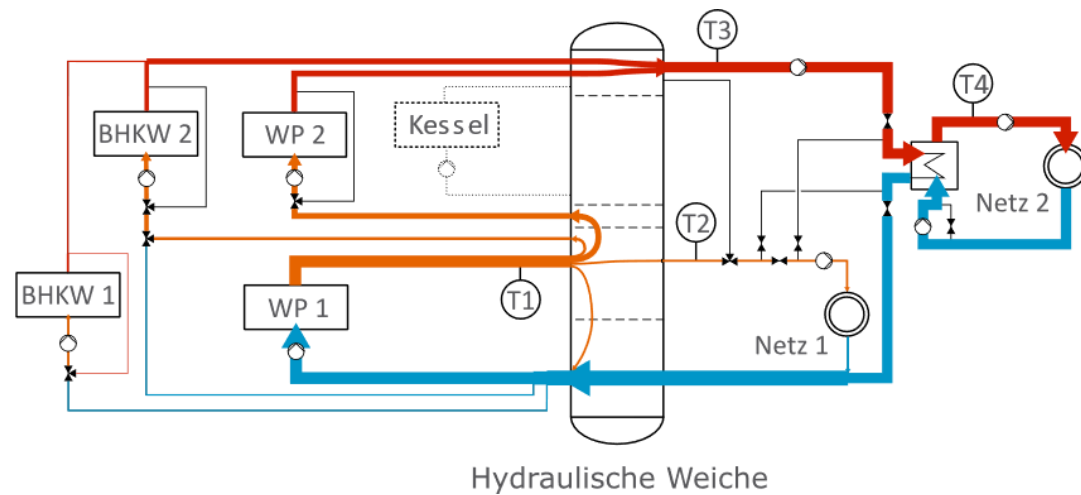 T3
T4
BHKW 2
WP 2
Kessel
Netz 2
T2
BHKW 1
WP 1
T1
Netz 1
Hydraulische Weiche